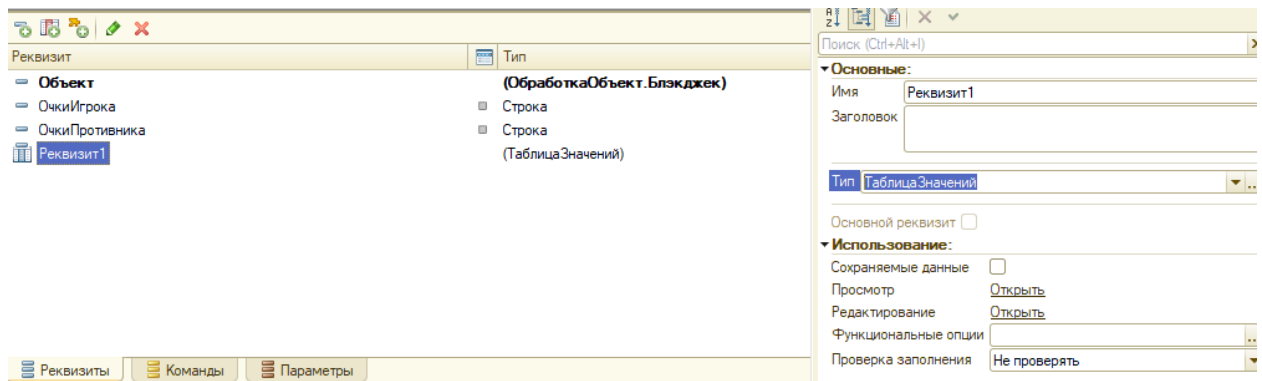 Реквизит
Тип
Объект
(ОбработкаОбъект.Блэкджек)
ОчкиИгрока
Строка
ОчкиПротивника
Строка
Реквизит1
(ТаблицаЗначений)
Реквизиты
Команды
Параметры
Поиск (Ctrl+Alt+I)
Основные:
Имя
Реквизит1
Заголовок
Тип
ТаблицаЗначений
Основной реквизит
Использование:
Сохраняемые данные
Просмотр
Открыть
Редактирование
Открыть
Функциональные опции
Проверка заполнения
Не проверять